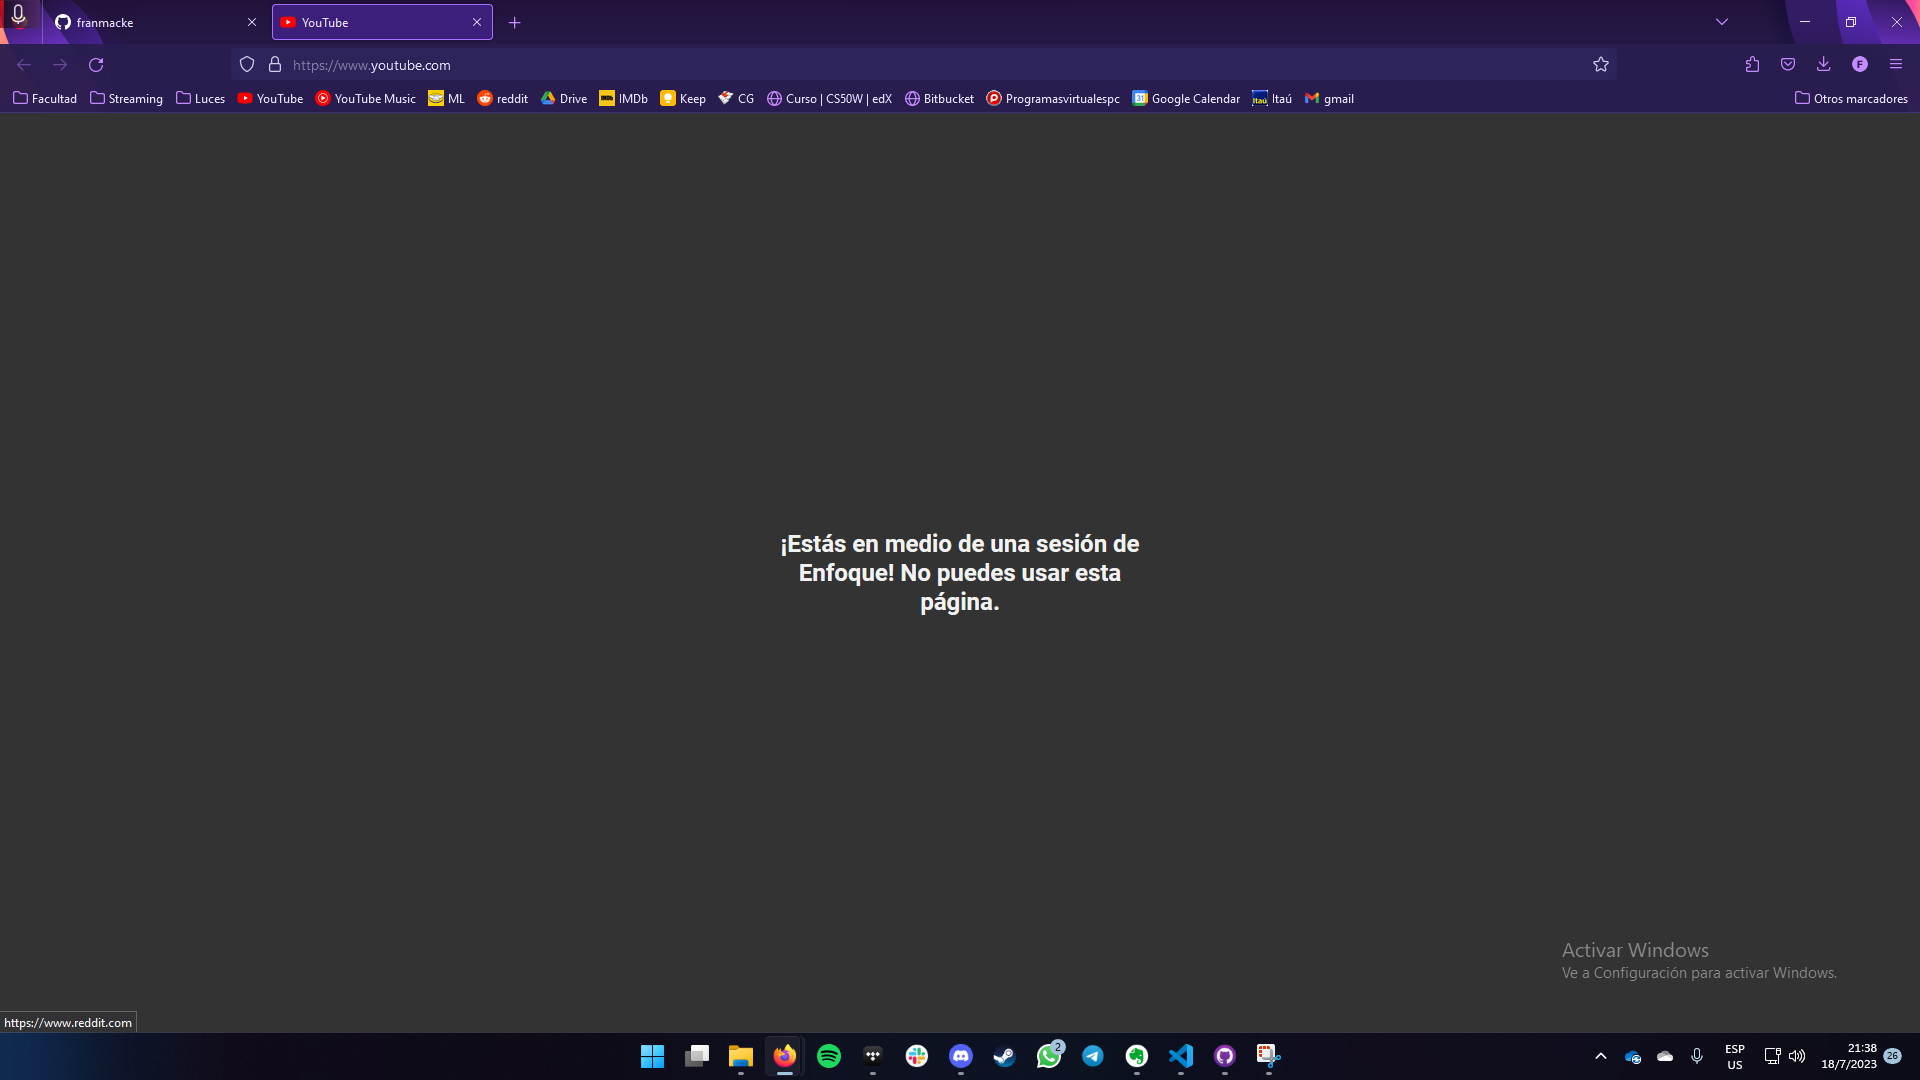 franmacke
YouTube
https://www.youtube.com
Facultad Streaming Luces YouTube YouTube Music ML reddit Drive IMDb Keep CG Curso | CS50W | edX Bitbucket Programasvirtualespc Google Calendar Itaú gmail Otros marcadores
¡Estás en medio de una sesión de
Enfoque! No puedes usar esta
página.
Activar Windows
Ve a Configuración para activar Windows.
https://www.reddit.com
2
ESP
US
21:38
18/7/2023
26